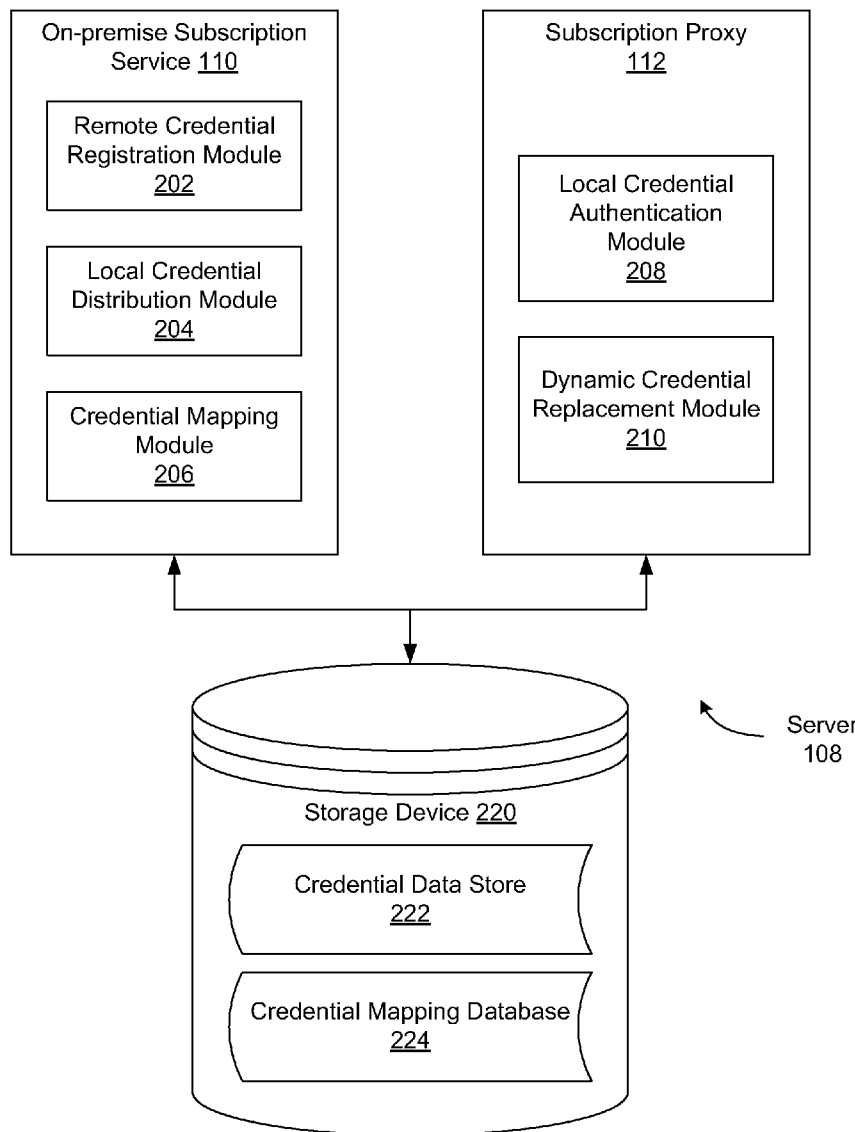 On-premise Subscription
Service 110
Remote Credential
Registration Module
202
Local Credential
Distribution Module
204
Credential Mapping
Module
206
Subscription Proxy
112
Local Credential
Authentication
Module
208
Dynamic Credential
Replacement Module
210
Server
108
Storage Device 220
Credential Data Store
222
Credential Mapping Database
224